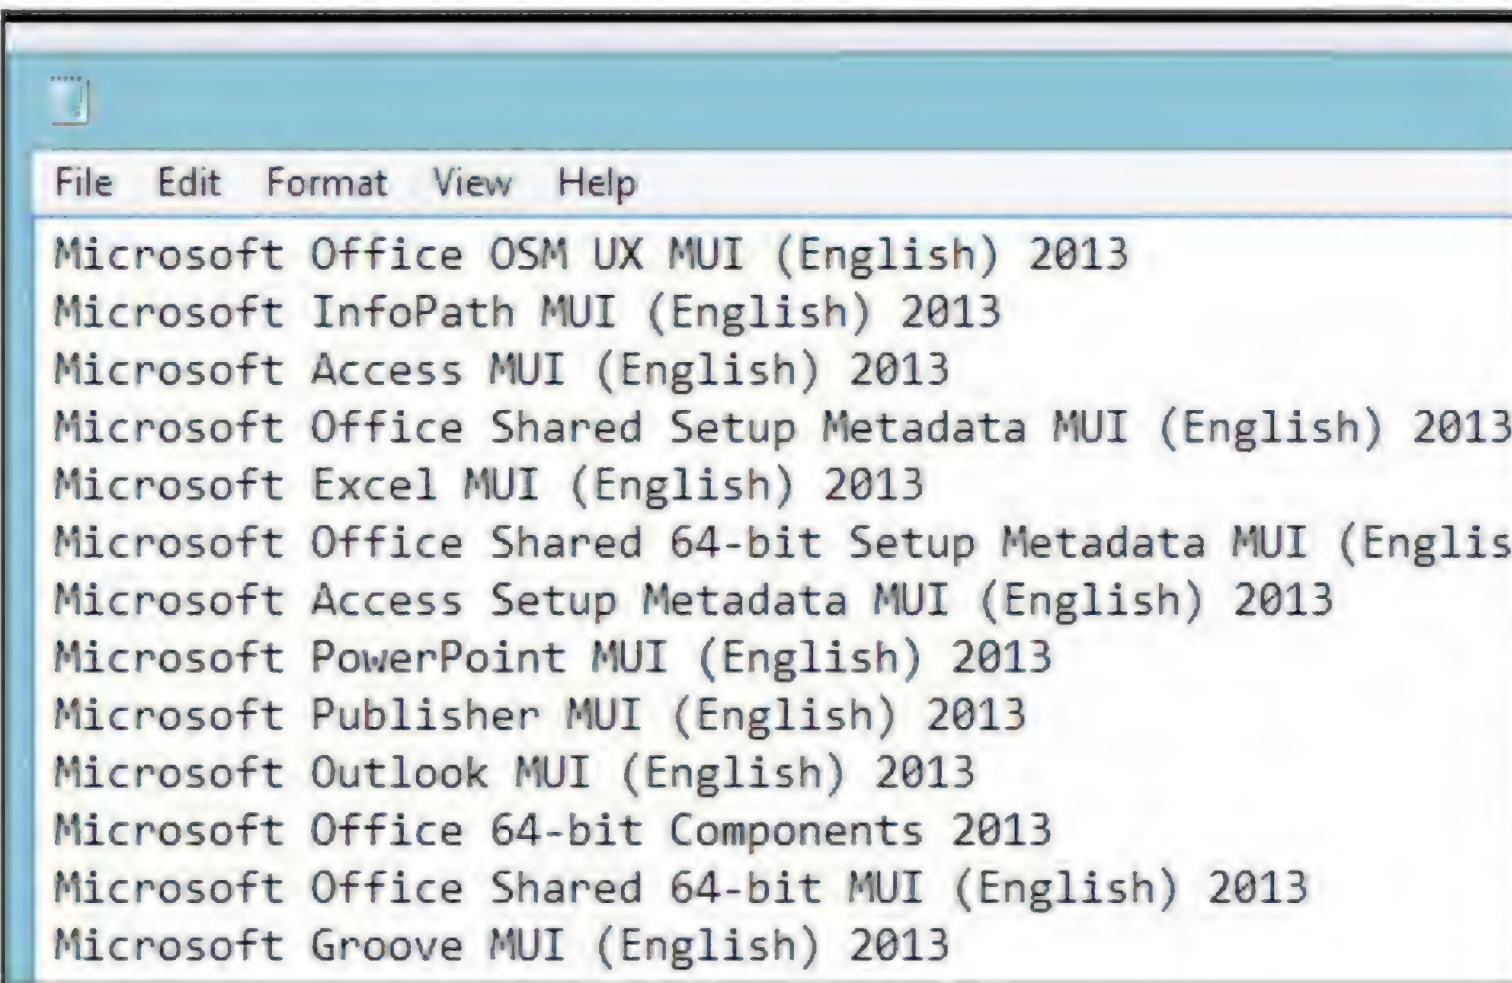 File Edit Format View Help
Microsoft Office OSM UX MUI (English) 2013
Microsoft InfoPath MUI (English) 2013
Microsoft Access MUI (English) 2013
Microsoft Office Shared Setup Metadata MUI (English) 2013
Microsoft Excel MUI (English) 2013
Microsoft Office Shared 64-bit Setup Metadata MUI (Englis
Microsoft Access Setup Metadata MUI (English) 2013
Microsoft PowerPoint MUI (English) 2013
Microsoft Publisher MUI (English) 2013
Microsoft Outlook MUI (English) 2013
Microsoft Office 64-bit Components 2013
Microsoft Office Shared 64-bit MUI (English) 2013
Microsoft Groove MUI (English) 2013